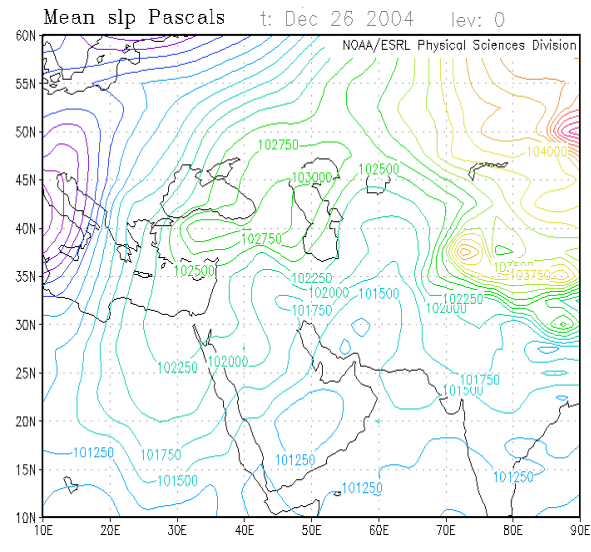 Mean slp Pascals t: Dec 26 2004 lev: 0
NOAA/ESRL Physical Sciences Division
60N
55N
50N
102750
104000
45N
103000
102500
40N
102750
102500
103750
35N
102250
102000
101500
102250
101750
102000
30N
102250
102000
25N
101750
101500
20N
101250
101750
101250
101250
15N
101500
10N
10E 20E 30E 40E 50E 60E 70E 80E 90E